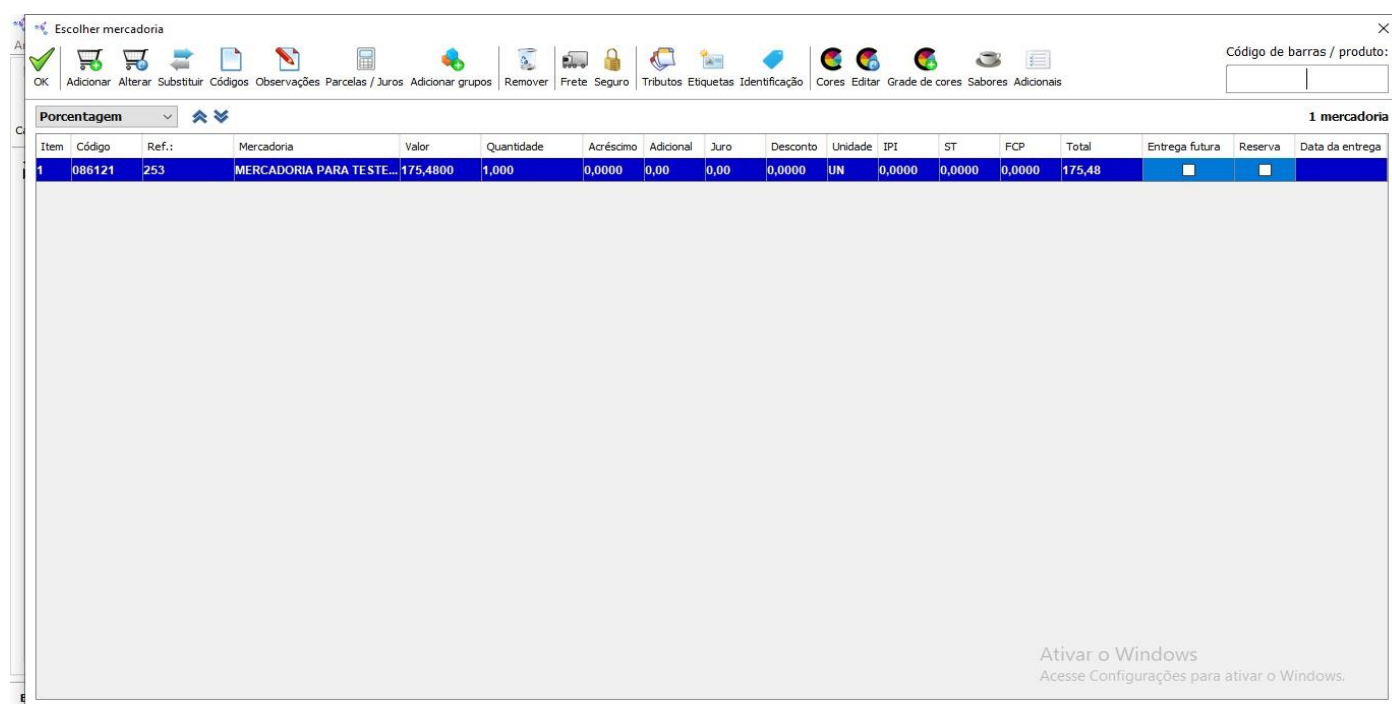 Escolher mercadoria
Código de barras / produto:
OK Adicionar Alterar Substituir Códigos Observações Parcelas / Juros Adicionar grupos Remover Frete Seguro Tributos Etiquetas Identificação Cores Editar Grade de cores Sabores Adicionais
Porcentagem 1 mercadoria
Item Código Ref.: Mercadoria Valor Quantidade Acréscimo Adicional Juro Desconto Unidade IPI ST FCP Total Entrega futura Reserva Data da entrega
1 086121 253 MERCADORIA PARA TESTE... 175,4800 1,000 0,0000 0,00 0,00 0,0000 UN 0,0000 0,0000 0,0000 175,48
Ativar o Windows
Acesse Configurações para ativar o Windows.